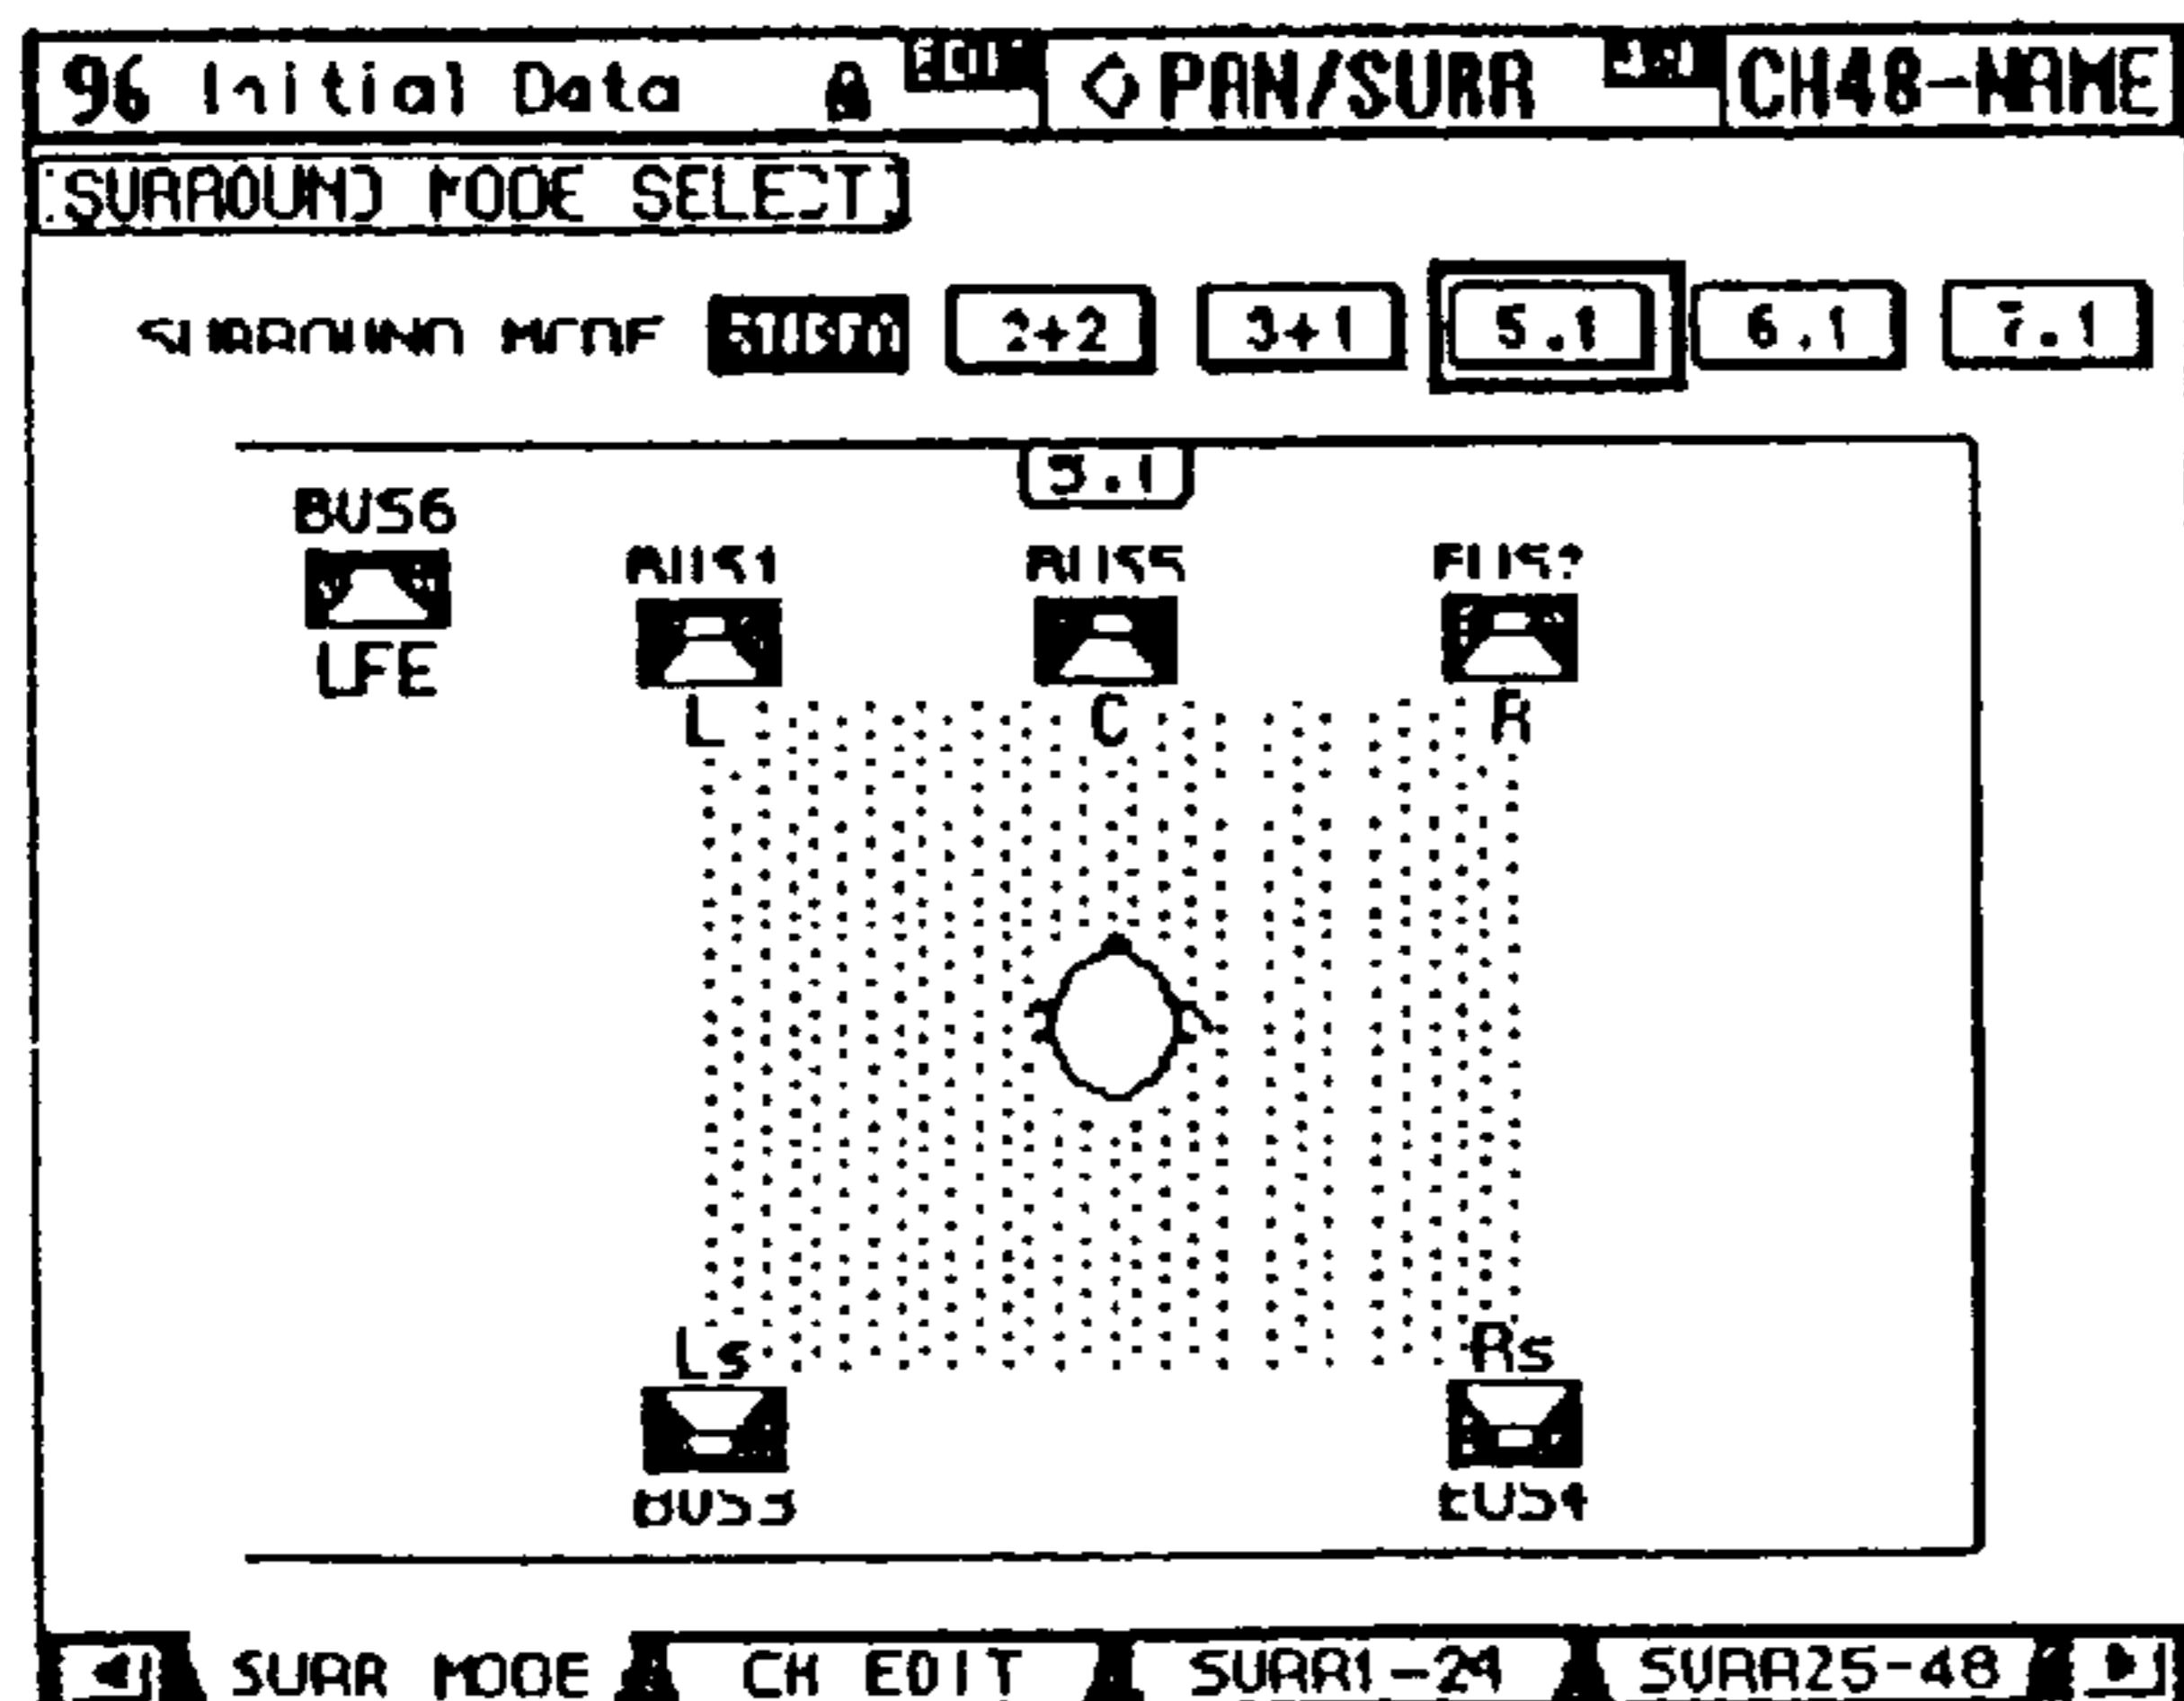 96 Initial Data ◇PAN/SURR CH48-NAME
SURROUND MODE SELECT
SURROUND MODE STEREO 2+2 3+1 5.1 6.1 7.1
5.1
BUS6
BUS1 BUS5 BUS2
LFE
L C R
Ls Rs
BUS3 BUS4
SURR MODE CH EDIT SURR1-24 SURR25-48